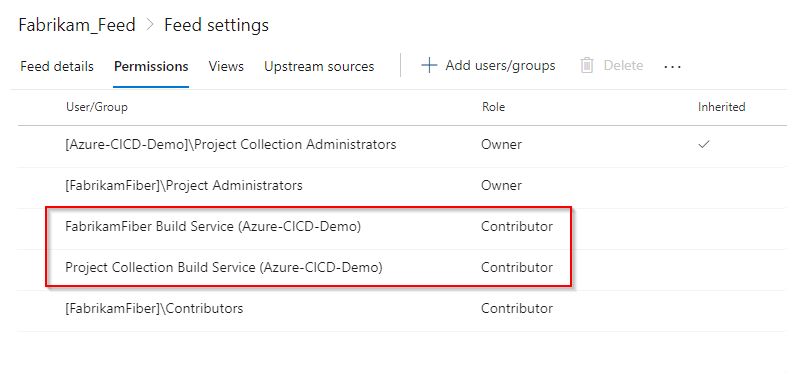 Fabrikam_Feed > Feed settings
Feed details Permissions Views Upstream sources + Add users/groups Delete ...
User/Group Role Inherited
[Azure-CICD-Demo]\Project Collection Administrators Owner ✓
[FabrikamFiber]\Project Administrators Owner
FabrikamFiber Build Service (Azure-CICD-Demo) Contributor
Project Collection Build Service (Azure-CICD-Demo) Contributor
[FabrikamFiber]\Contributors Contributor